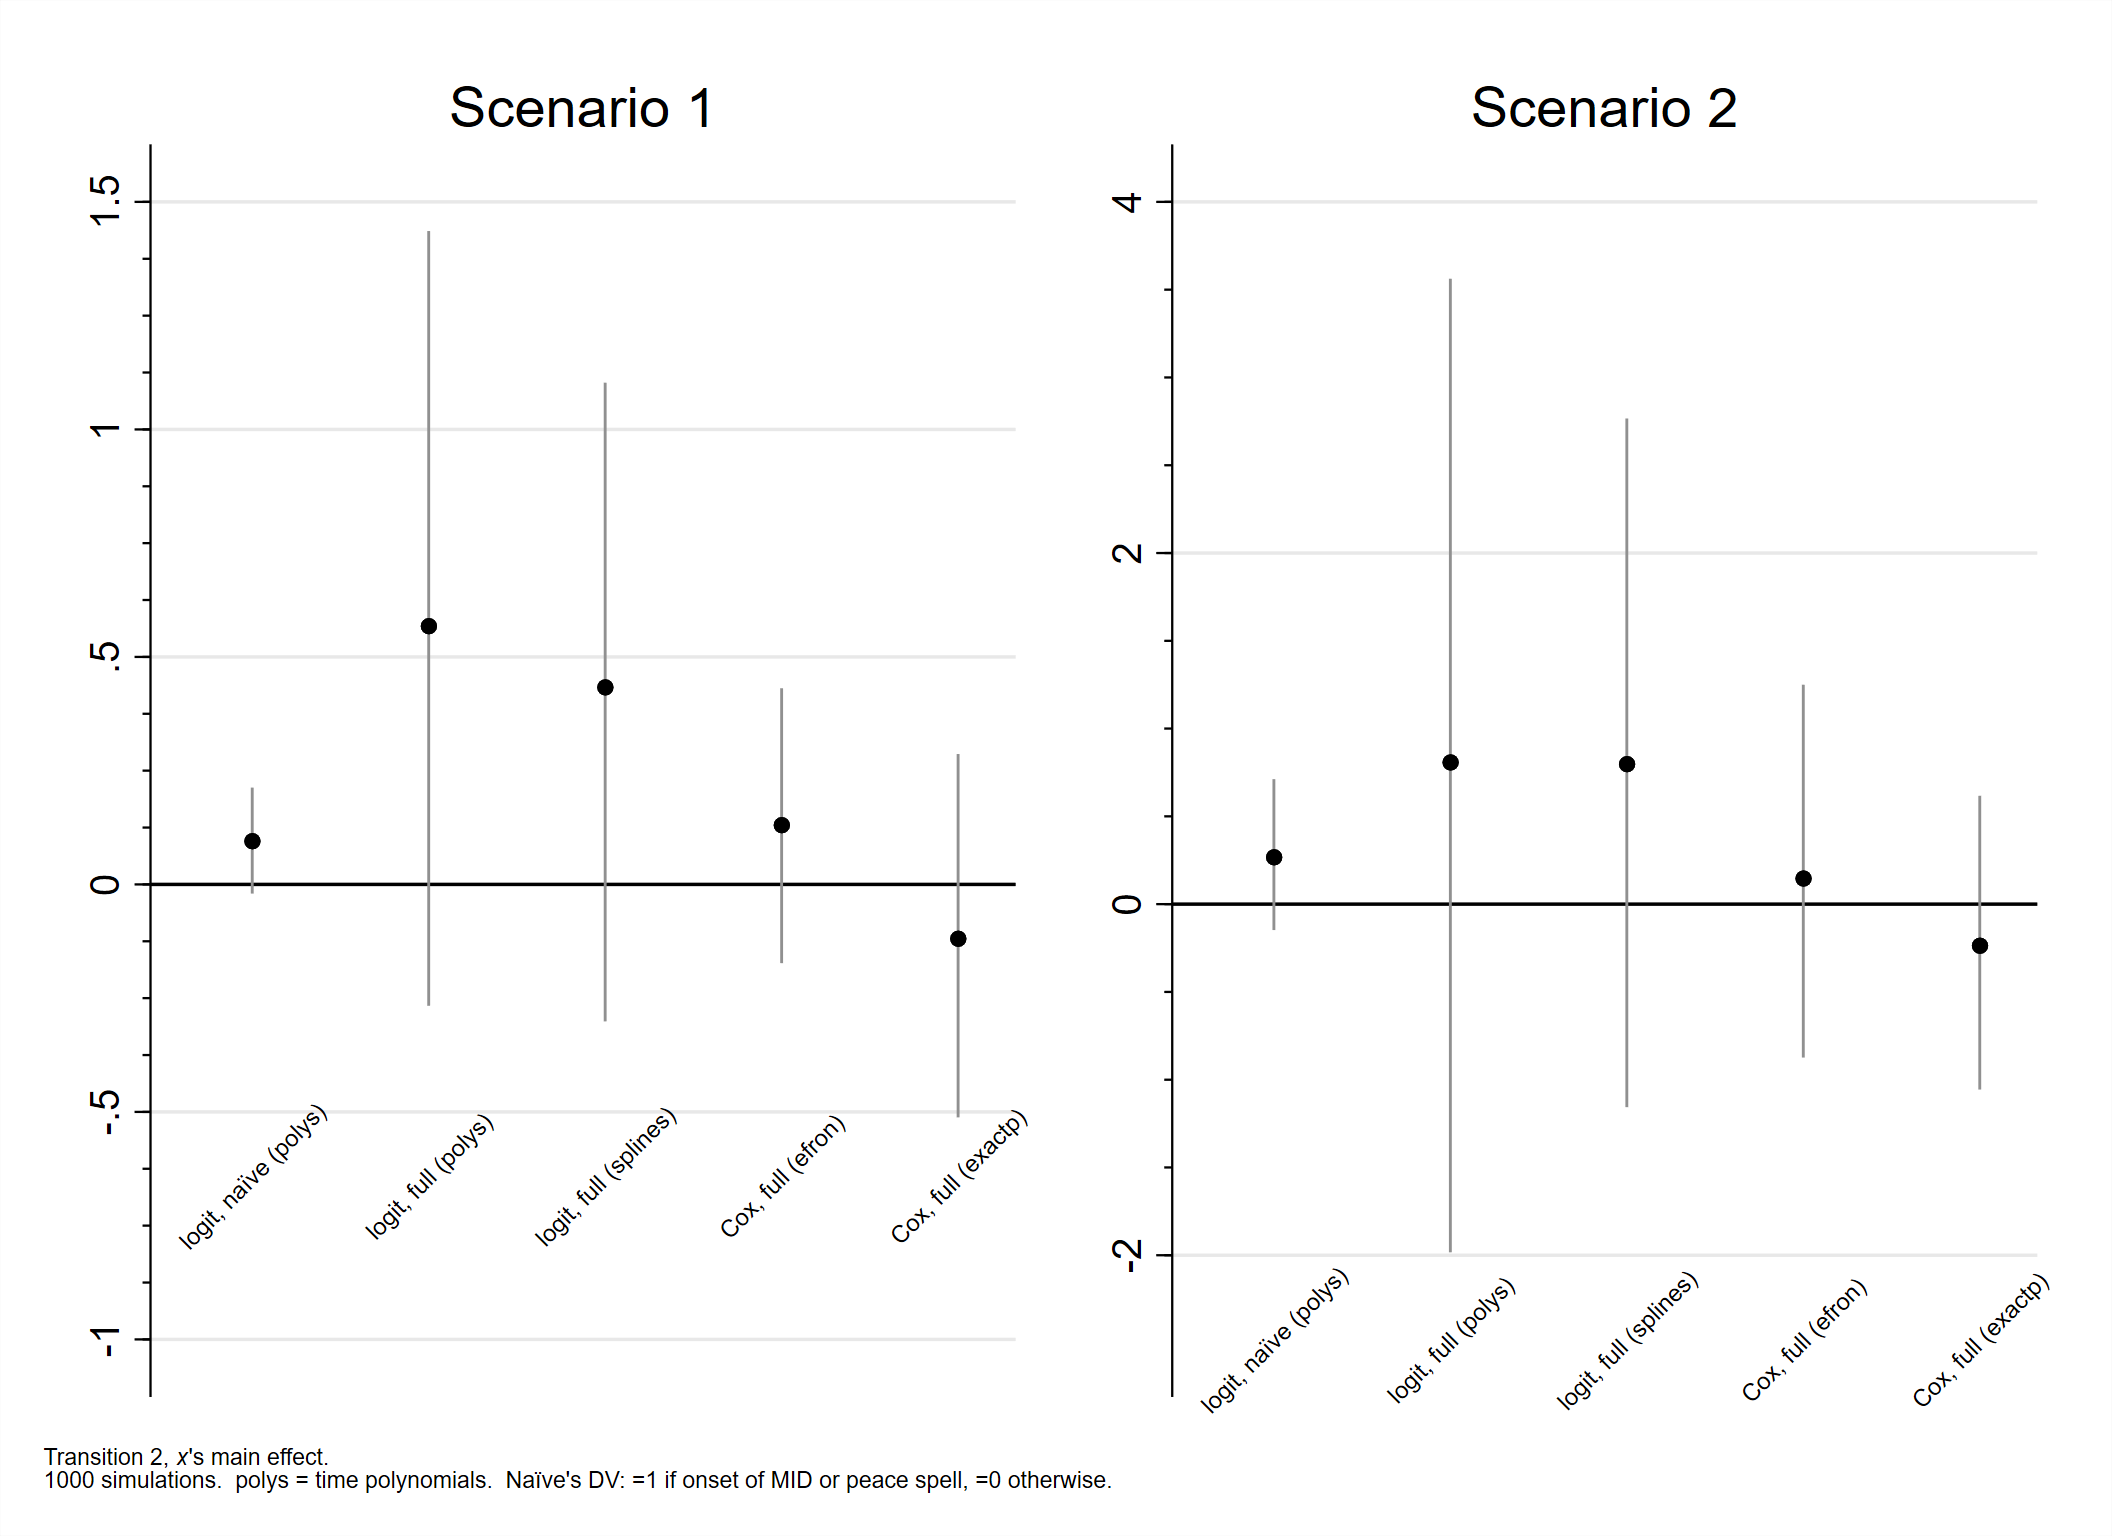 Scenario 1
1.5
1
.5
0
-.5
-1
logit, naïve (polys)
logit, full (polys)
logit, full (splines)
Cox, full (efron)
Cox, full (exactp)
Scenario 2
4
2
0
-2
logit, naïve (polys)
logit, full (polys)
logit, full (splines)
Cox, full (efron)
Cox, full (exactp)
Transition 2, x's main effect.
1000 simulations.  polys = time polynomials.  Naïve's DV: =1 if onset of MID or peace spell, =0 otherwise.